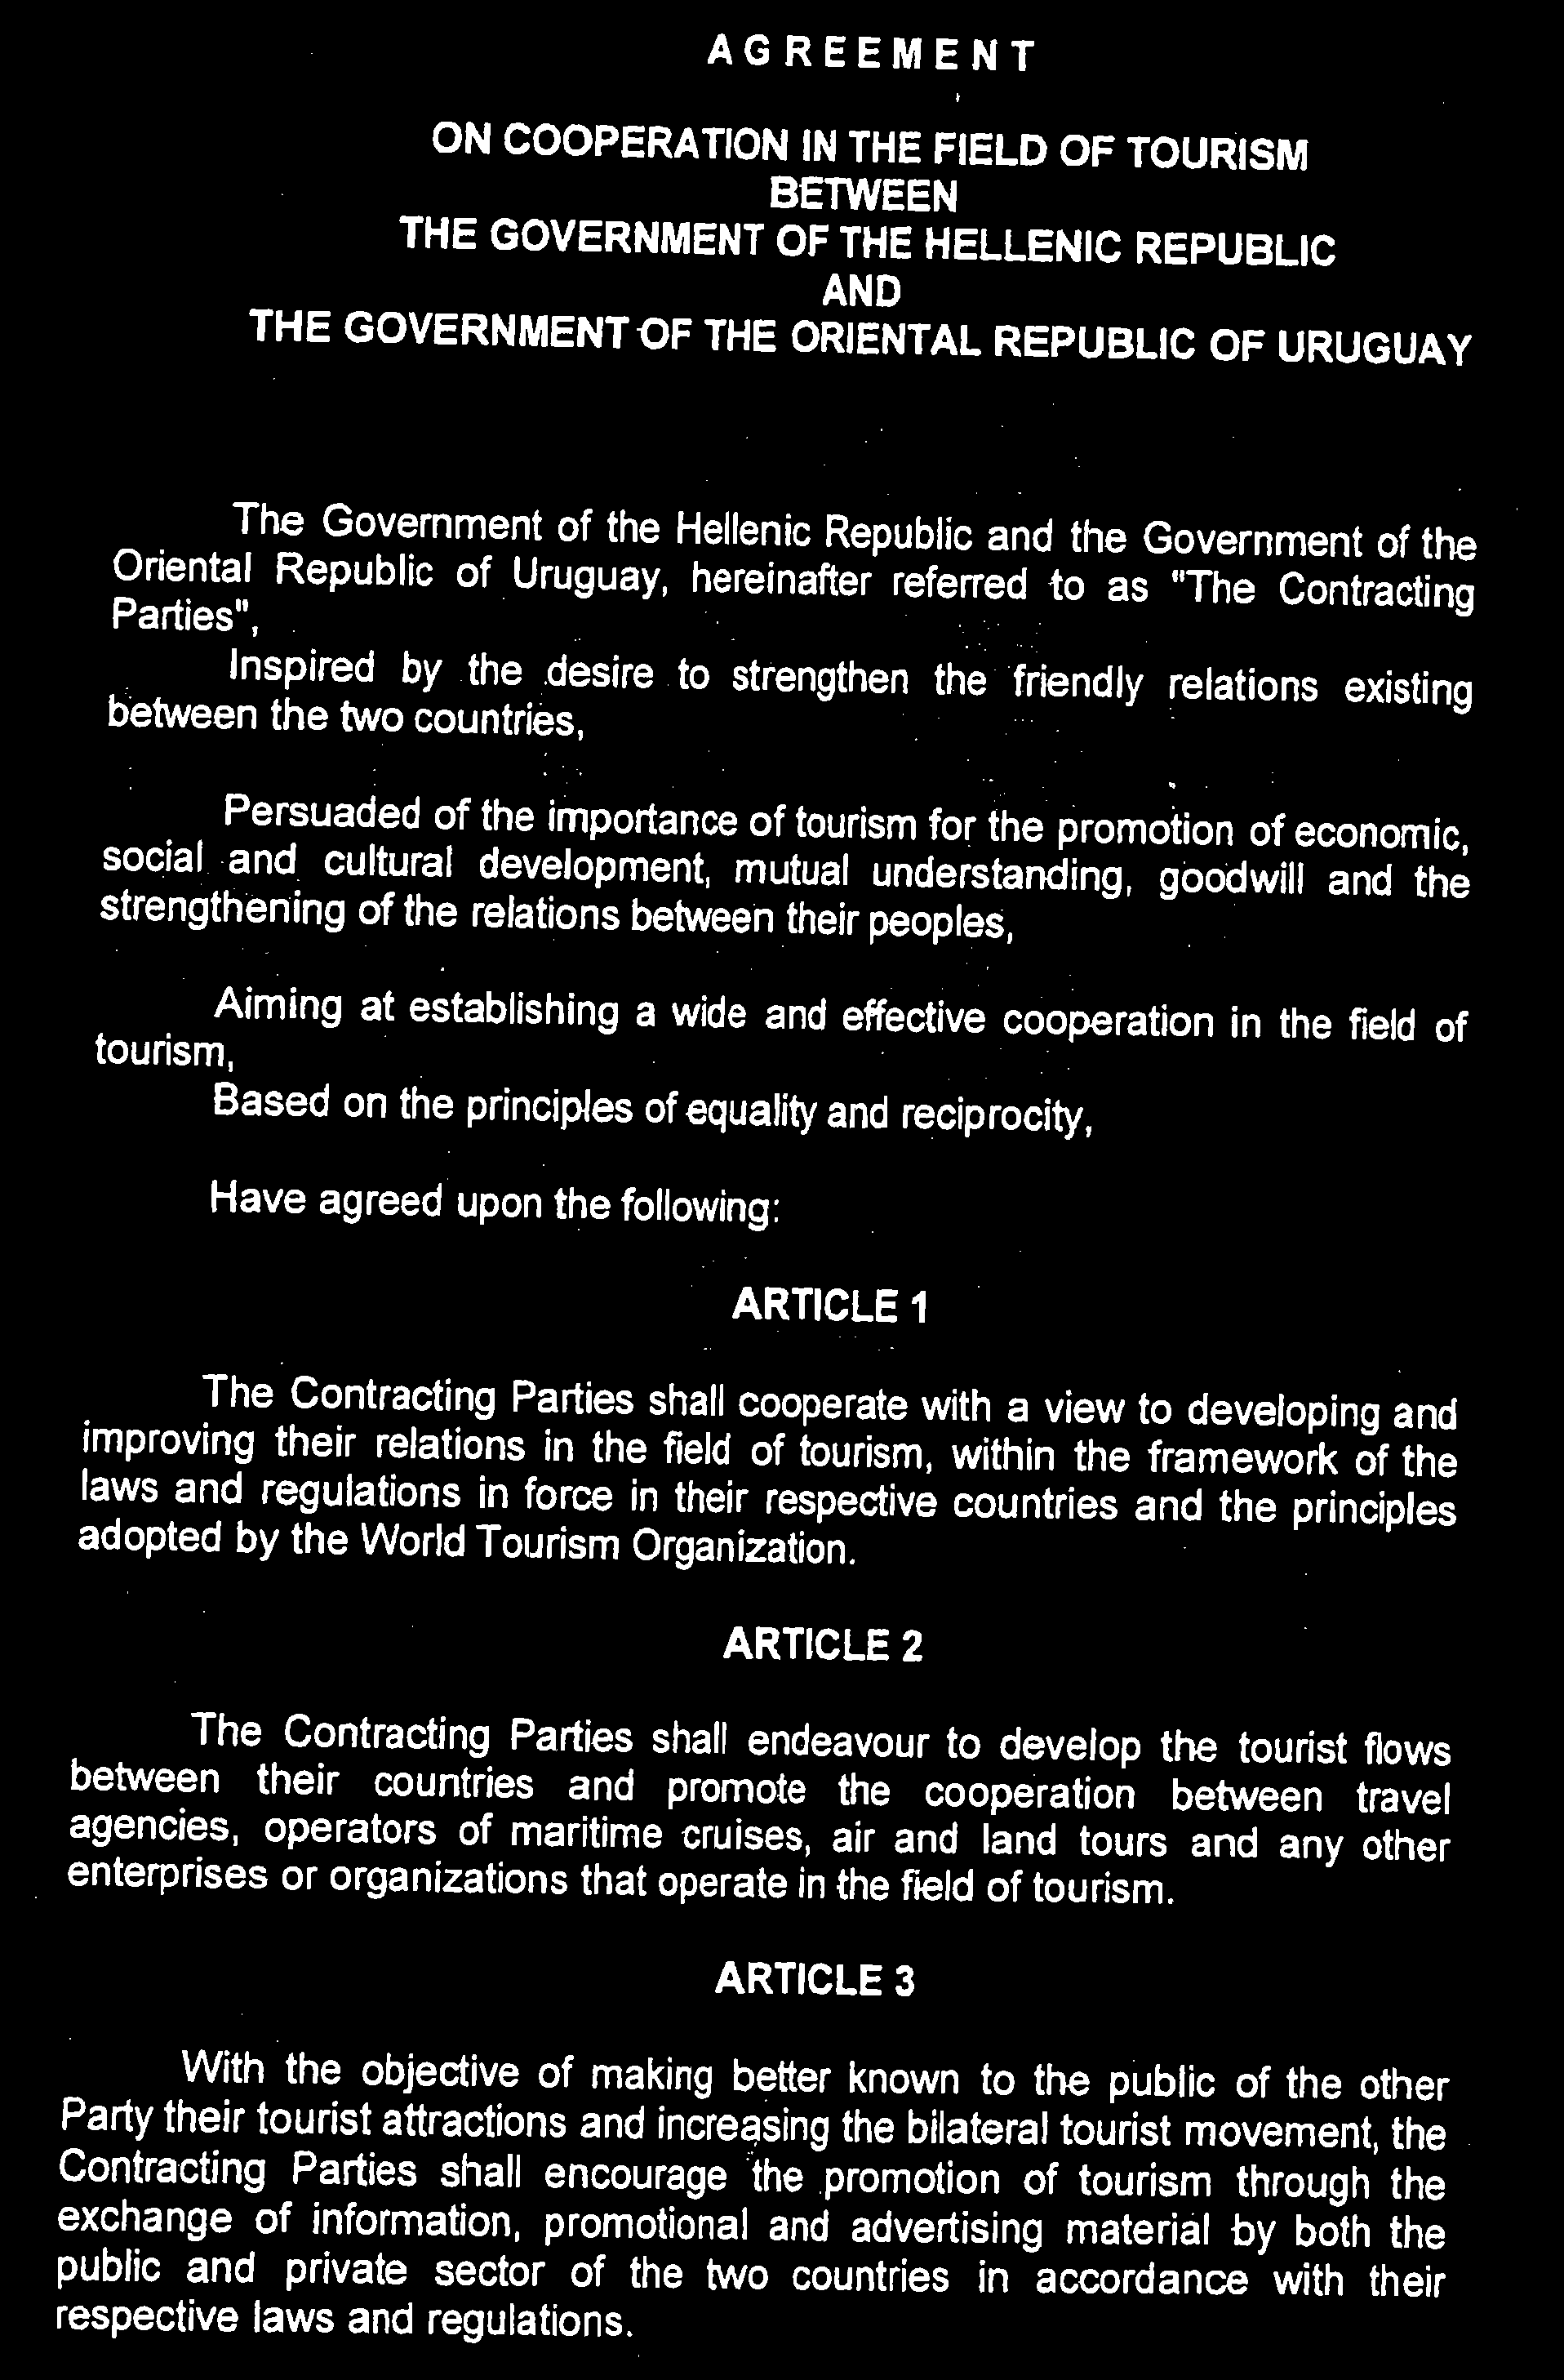 AGREEMENT
ON COOPERATION IN THE FIELD OF TOURISM
BETWEEN
THE GOVERNMENT OF THE HELLENIC REPUBLIC
AND
THE GOVERNMENT OF THE ORIENTAL REPUBLIC OF URUGUAY
The Government of the Hellenic Republic and the Government of the
Oriental Republic of Uruguay, hereinafter referred to as "The Contracting
Parties",
Inspired by the desire to strengthen the friendly relations existing
between the two countries,
Persuaded of the importance of tourism for the promotion of economic,
social and cultural development, mutual understanding, goodwill and the
strengthening of the relations between their peoples,
Aiming at establishing a wide and effective cooperation in the field of
tourism,
Based on the principles of equality and reciprocity,
Have agreed upon the following:
ARTICLE 1
The Contracting Parties shall cooperate with a view to developing and
improving their relations in the field of tourism, within the framework of the
laws and regulations in force in their respective countries and the principles
adopted by the World Tourism Organization.
ARTICLE 2
The Contracting Parties shall endeavour to develop the tourist flows
between their countries and promote the cooperation between travel
agencies, operators of maritime cruises, air and land tours and any other
enterprises or organizations that operate in the field of tourism.
ARTICLE 3
With the objective of making better known to the public of the other
Party their tourist attractions and increasing the bilateral tourist movement, the
Contracting Parties shall encourage the promotion of tourism through the
exchange of information, promotional and advertising material by both the
public and private sector of the two countries in accordance with their
respective laws and regulations.